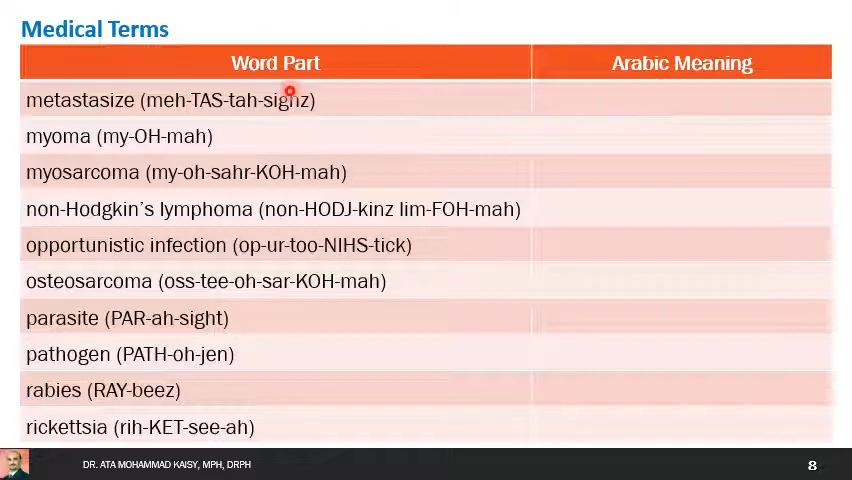 Medical Terms
Word Part Arabic Meaning
metastasize (meh-TAS-tah-sighz)
myoma (my-OH-mah)
myosarcoma (my-oh-sahr-KOH-mah)
non-Hodgkin's lymphoma (non-HODJ-kinz lim-FOH-mah)
opportunistic infection (op-ur-too-NIHS-tick)
osteosarcoma (oss-tee-oh-sar-KOH-mah)
parasite (PAR-ah-sight)
pathogen (PATH-oh-jen)
rabies (RAY-beez)
rickettsia (rih-KET-see-ah)
DR. ATA MOHAMMAD KAISY, MPH, DRPH 8